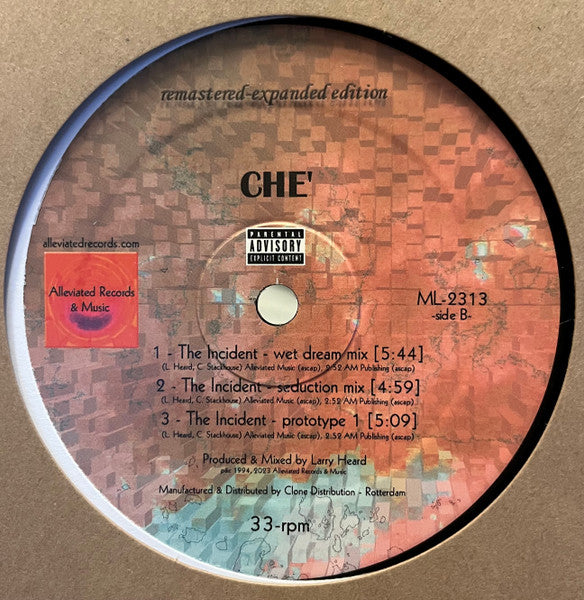 remastered-expanded edition
CHE'
PARENTAL
ADVISORY
EXPLICIT CONTENT
alleviatedrecords.com
Alleviated Records
& Music
ML-2313
-side B-
1 - The Incident - wet dream mix [5:44]
(L. Heard, C. Stackhouse) Alleviated Music (ascap), 2:52 AM Publishing (ascap)
2 - The Incident - seduction mix [4:59]
(L. Heard, C. Stackhouse) Alleviated Music (ascap), 2:52 AM Publishing (ascap)
3 - The Incident - prototype 1 [5:09]
(L. Heard, C. Stackhouse) Alleviated Music (ascap), 2:52 AM Publishing (ascap)
Produced & Mixed by Larry Heard
p&c 1994, 2023 Alleviated Records & Music
Manufactured & Distributed by Clone Distribution - Rotterdam
33-rpm